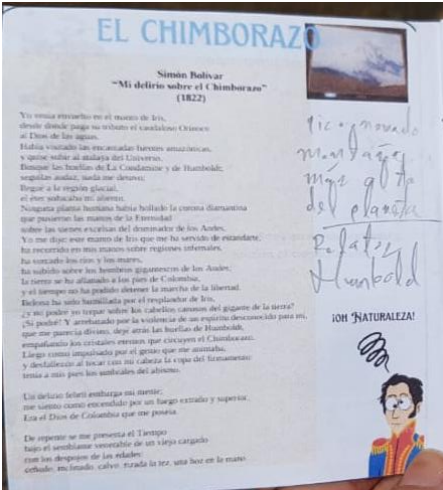 EL CHIMBORAZO
Simón Bolívar
"Mi delirio sobre el Chimborazo"
(1822)
Yo venía envuelto en el manto de Iris,
desde donde paga su tributo el caudaloso Orinoco
al Dios de las aguas.
Había visitado las encantadas fuentes amazónicas,
y quise subir al atalaya del Universo.
Busqué las huellas de La Condamine y de Humboldt;
seguílas audaz, nada me detuvo;
llegué a la región glacial,
el éter sofocaba mi aliento.
Ninguna planta humana había hollado la corona diamantina
que pusieron las manos de la Eternidad
sobre las sienes excelsas del dominador de los Andes.
Yo me dije: este manto de Iris que me ha servido de estandarte,
ha recorrido en mis manos sobre regiones infernales,
ha surcado los ríos y los mares,
ha subido sobre los hombros gigantescos de los Andes;
la tierra se ha allanado a los pies de Colombia,
y el tiempo no ha podido detener la marcha de la libertad.
Belona ha sido humillada por el resplandor de Iris,
¿y no podré yo trepar sobre los cabellos canosos del gigante de la tierra?
¡Sí podré! Y arrebatado por la violencia de un espíritu desconocido para mí,
que me parecía divino, dejé atrás las huellas de Humboldt,
empañando los cristales eternos que circuyen el Chimborazo.
Llego como impulsado por el genio que me animaba,
y desfallezco al tocar con mi cabeza la copa del firmamento:
tenía a mis pies los umbrales del abismo.
Un delirio febril embarga mi mente;
me siento como encendido por un fuego extraño y superior.
Era el Dios de Colombia que me poseía.
De repente se me presenta el Tiempo
bajo el semblante venerable de un viejo cargado
con los despojos de las edades:
ceñudo, inclinado, calvo, rizada la tez, una hoz en la mano.
pico nevado
montaña
más alta
del planeta
Relatos
Humbold
¡OH NATURALEZA!